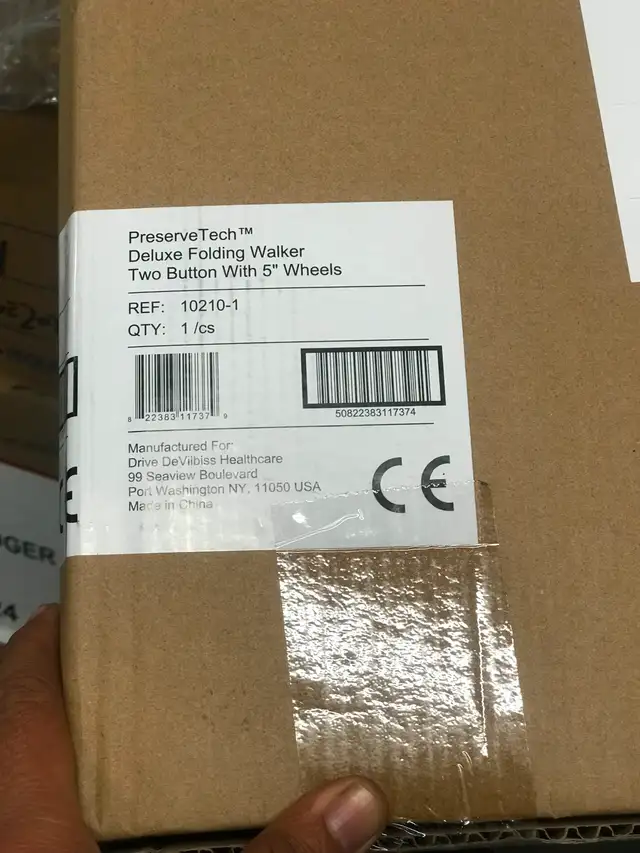 PreserveTech™
Deluxe Folding Walker
Two Button With 5" Wheels
REF: 10210-1
QTY: 1 /cs
8 22383 11737 9
50822383117374
Manufactured For:
Drive DeVilbiss Healthcare
99 Seaview Boulevard
Port Washington NY, 11050 USA
Made in China
CE
CE